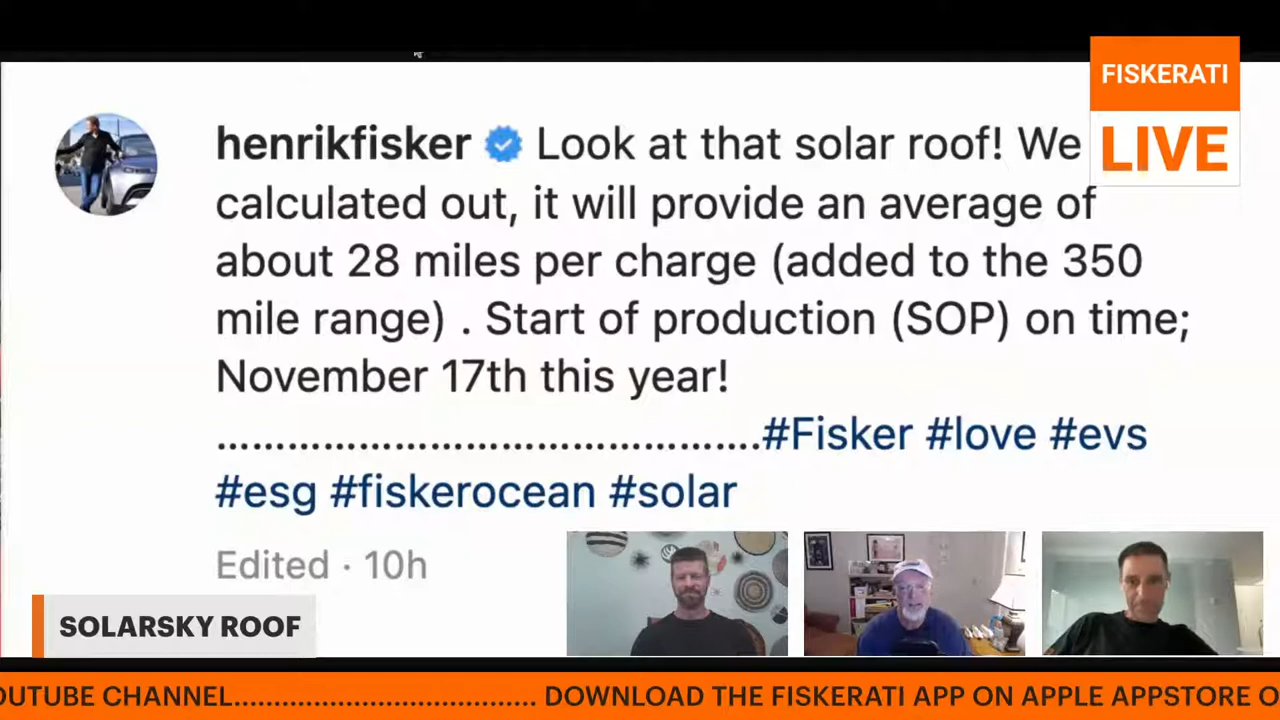 FISKERATI
LIVE
henrikfisker Look at that solar roof! We
calculated out, it will provide an average of
about 28 miles per charge (added to the 350
mile range) . Start of production (SOP) on time;
November 17th this year!
.............................................#Fisker #love #evs
#esg #fiskerocean #solar
Edited · 10h
SOLARSKY ROOF
OUTUBE CHANNEL.................................... DOWNLOAD THE FISKERATI APP ON APPLE APPSTORE O